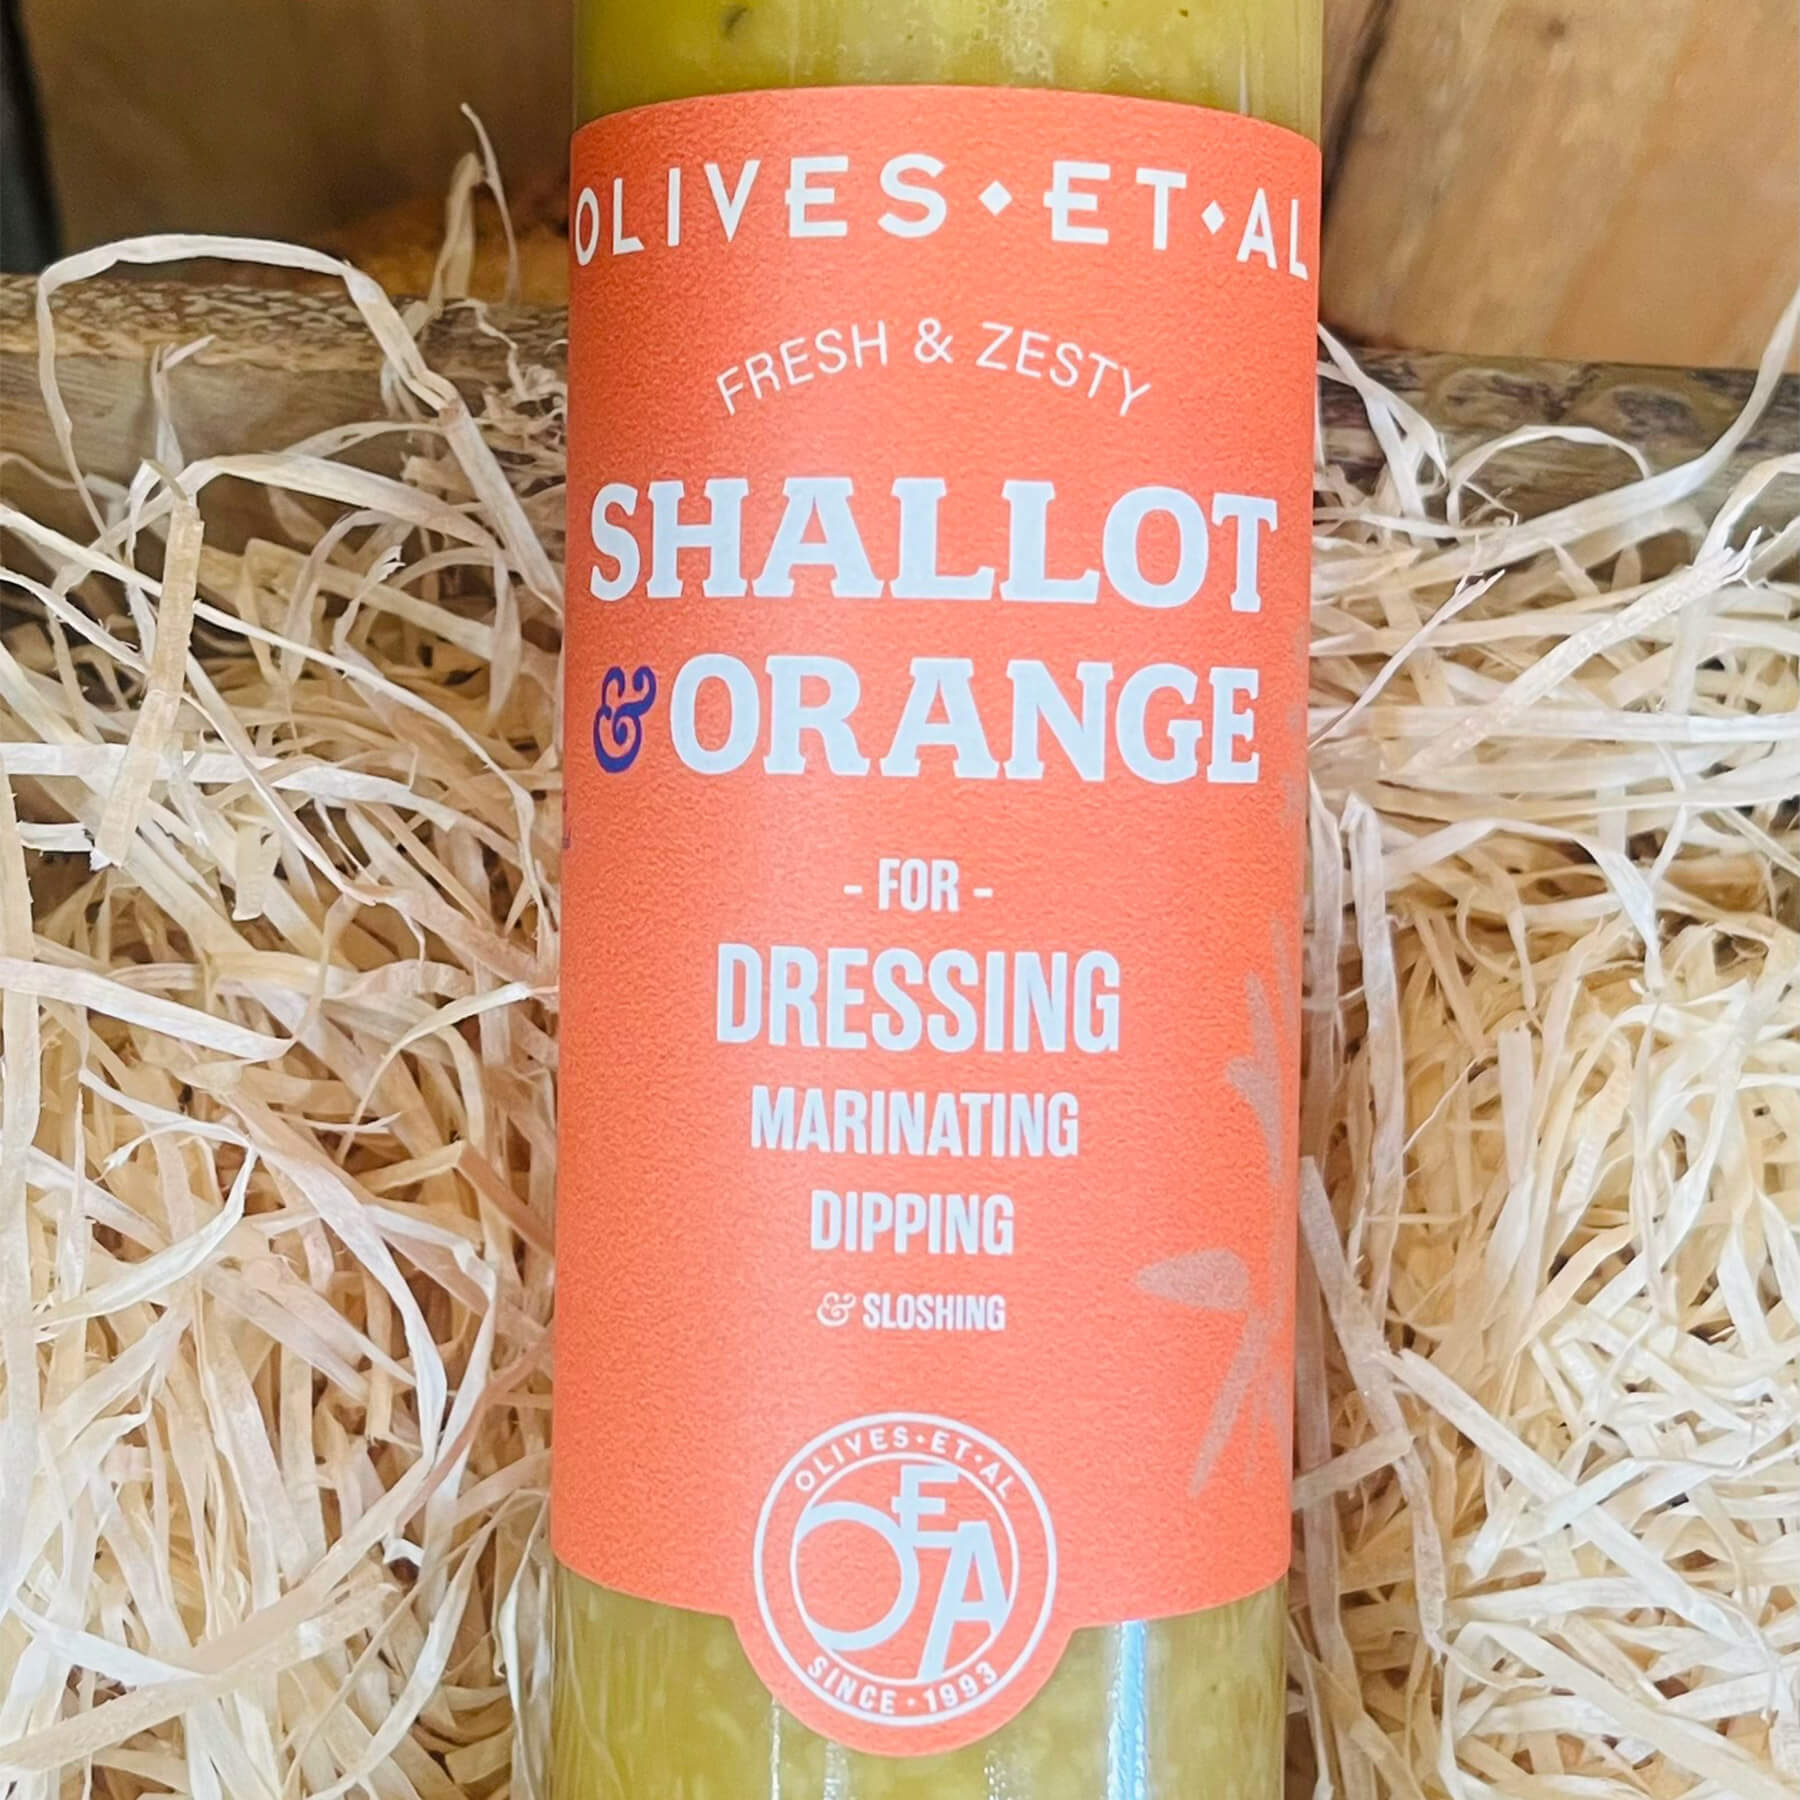 OLIVES • ET • AL
FRESH & ZESTY
SHALLOT
& ORANGE
- FOR -
DRESSING
MARINATING
DIPPING
& SLOSHING
OLIVES • ET • AL
OEA
SINCE • 1993